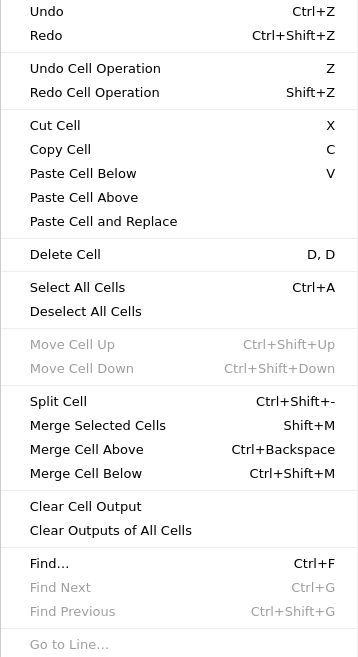 Undo Ctrl+Z
Redo Ctrl+Shift+Z
Undo Cell Operation Z
Redo Cell Operation Shift+Z
Cut Cell X
Copy Cell C
Paste Cell Below V
Paste Cell Above
Paste Cell and Replace
Delete Cell D, D
Select All Cells Ctrl+A
Deselect All Cells
Move Cell Up Ctrl+Shift+Up
Move Cell Down Ctrl+Shift+Down
Split Cell Ctrl+Shift+-
Merge Selected Cells Shift+M
Merge Cell Above Ctrl+Backspace
Merge Cell Below Ctrl+Shift+M
Clear Cell Output
Clear Outputs of All Cells
Find… Ctrl+F
Find Next Ctrl+G
Find Previous Ctrl+Shift+G
Go to Line…